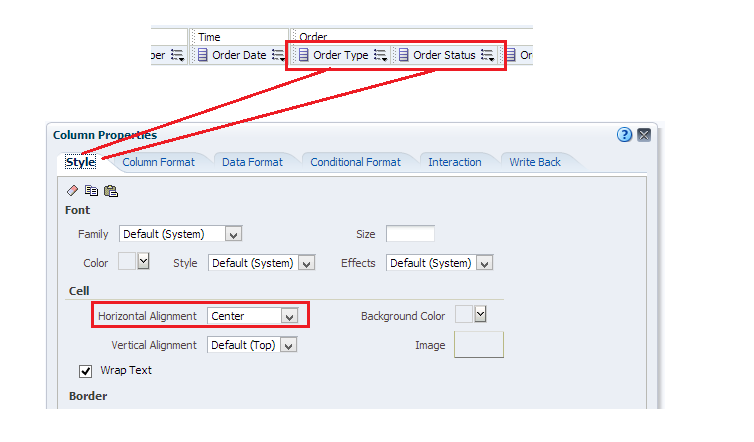 Time Order
Order Date Order Type Order Status
Column Properties
Style Column Format Data Format Conditional Format Interaction Write Back
Font
Family Default (System) Size
Color Style Default (System) Effects Default (System)
Cell
Horizontal Alignment Center Background Color
Vertical Alignment Default (Top) Image
Wrap Text
Border